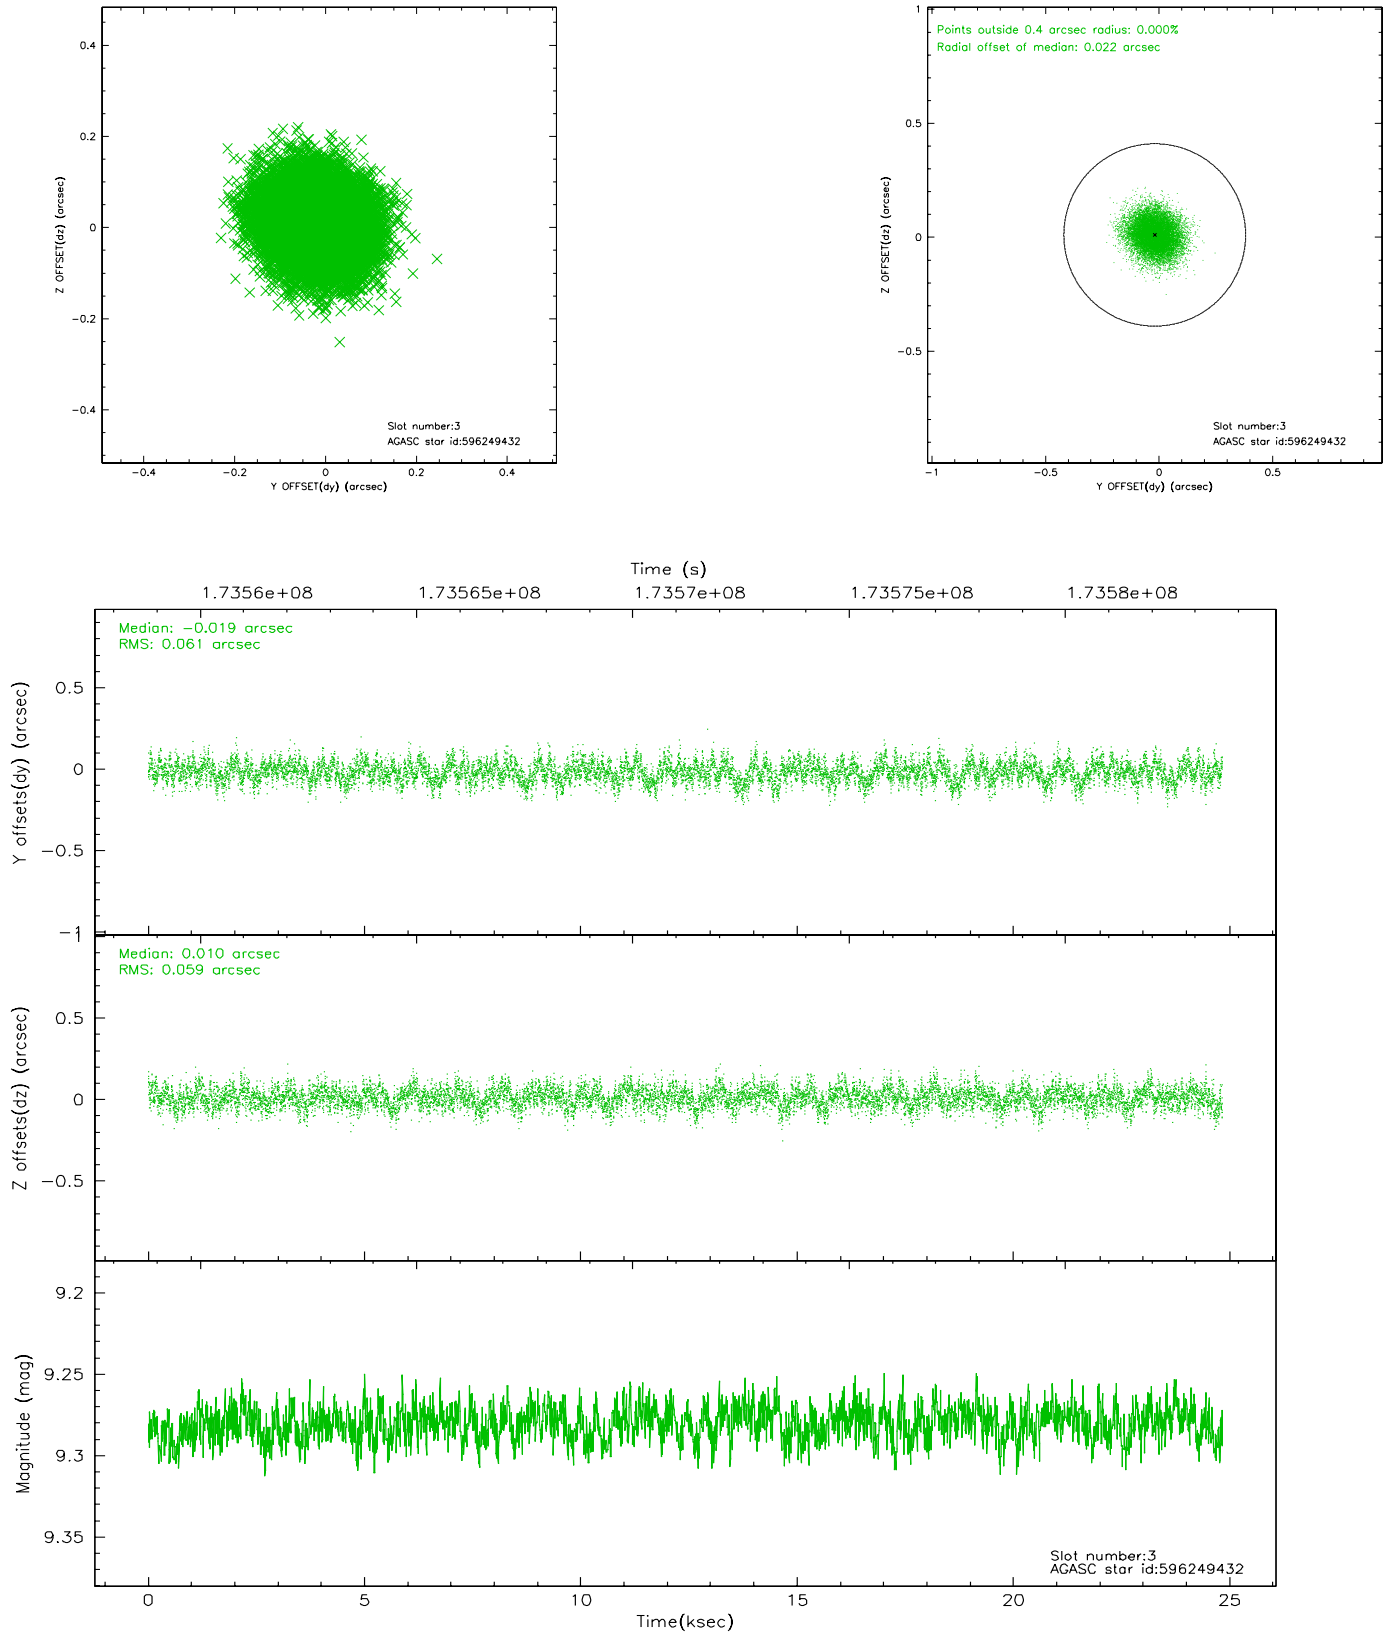 0.4
0.2
0
−0.2
−0.4
Z OFFSET(dz) (arcsec)
Slot number:3
AGASC star id:596249432
−0.4
−0.2
0
0.2
0.4
Y OFFSET(dy) (arcsec)
1
0.5
0
−0.5
Z OFFSET(dz) (arcsec)
Points outside 0.4 arcsec radius: 0.000%
Radial offset of median: 0.022 arcsec
Slot number:3
AGASC star id:596249432
−1
−0.5
0
0.5
Y OFFSET(dy) (arcsec)
Time (s)
1.7356e+08
1.73565e+08
1.7357e+08
1.73575e+08
1.7358e+08
Median: −0.019 arcsec
RMS: 0.061 arcsec
0.5
0
−0.5
−1
Y offsets(dy) (arcsec)
Median: 0.010 arcsec
RMS: 0.059 arcsec
0.5
0
−0.5
Z offsets(dz) (arcsec)
9.2
9.25
9.3
9.35
Magnitude (mag)
Slot number:3
AGASC star id:596249432
0
5
10
15
20
25
Time(ksec)